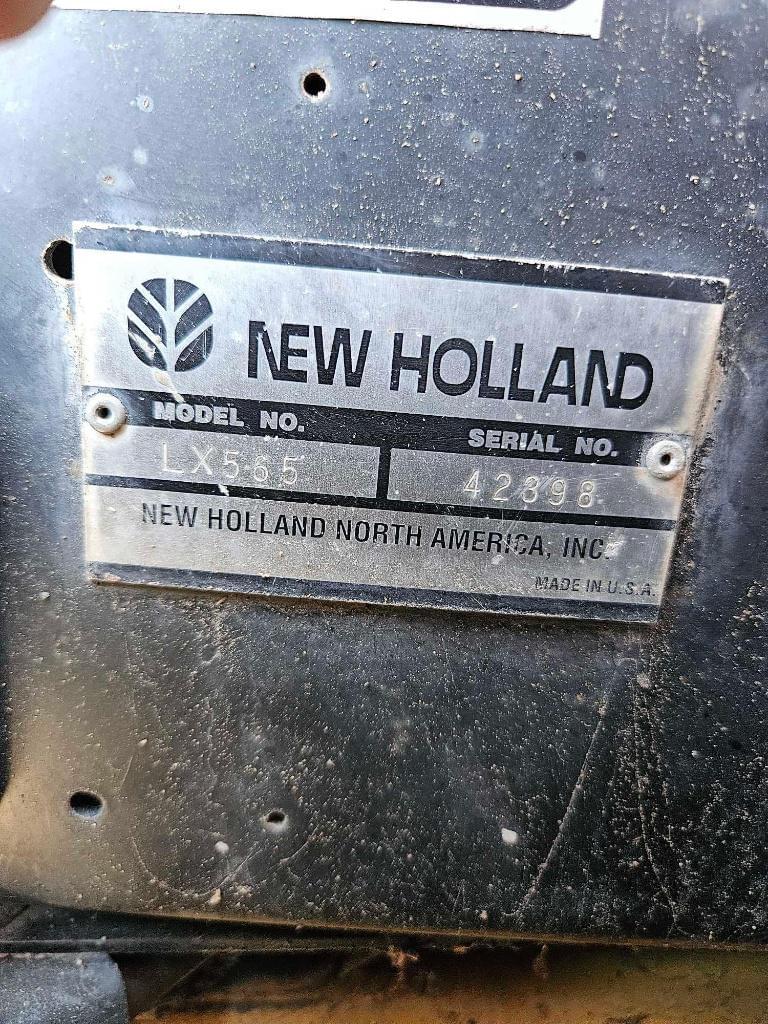 NEW HOLLAND
MODEL NO.
SERIAL NO.
LX565
42398
NEW HOLLAND NORTH AMERICA, INC.
MADE IN U.S.A.